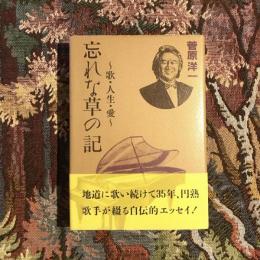 菅原洋一
〜歌・人生・愛〜
忘れな草の記
地道に歌い続けて35年、円熟
歌手が綴る自伝的エッセイ!